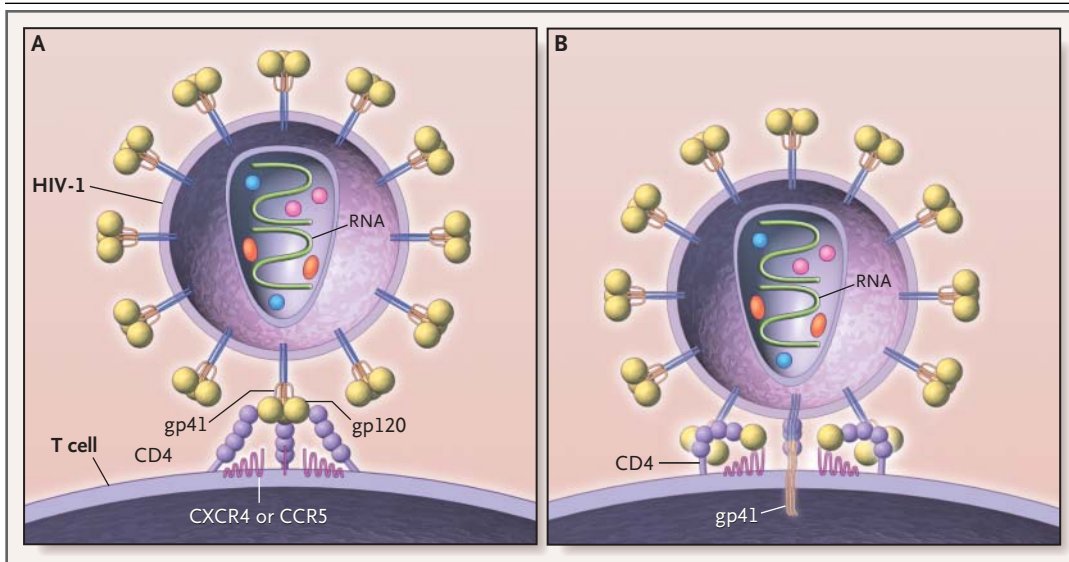 A
HIV-1
RNA
gp41
gp120
T cell
CD4
CXCR4 or CCR5
B
RNA
CD4
gp41